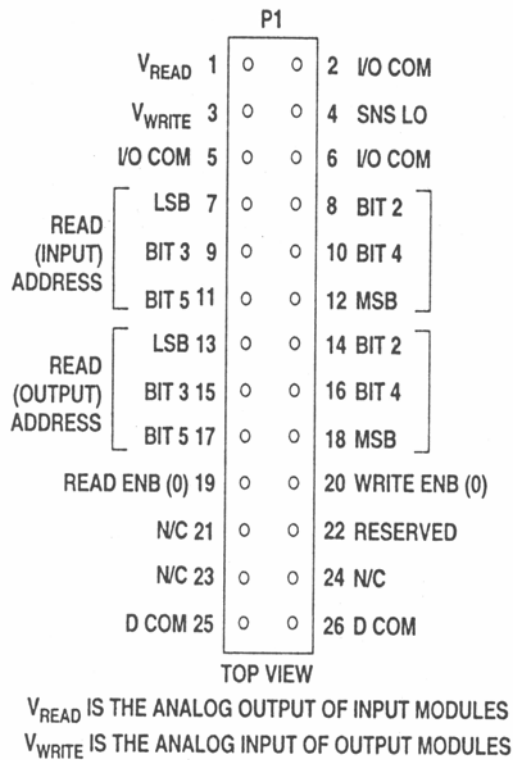 P1
V_READ 1 2 I/O COM
V_WRITE 3 4 SNS LO
I/O COM 5 6 I/O COM
READ (INPUT) ADDRESS
LSB 7 8 BIT 2
BIT 3 9 10 BIT 4
BIT 5 11 12 MSB
READ (OUTPUT) ADDRESS
LSB 13 14 BIT 2
BIT 3 15 16 BIT 4
BIT 5 17 18 MSB
READ ENB (0) 19 20 WRITE ENB (0)
N/C 21 22 RESERVED
N/C 23 24 N/C
D COM 25 26 D COM
TOP VIEW
V_READ IS THE ANALOG OUTPUT OF INPUT MODULES
V_WRITE IS THE ANALOG INPUT OF OUTPUT MODULES